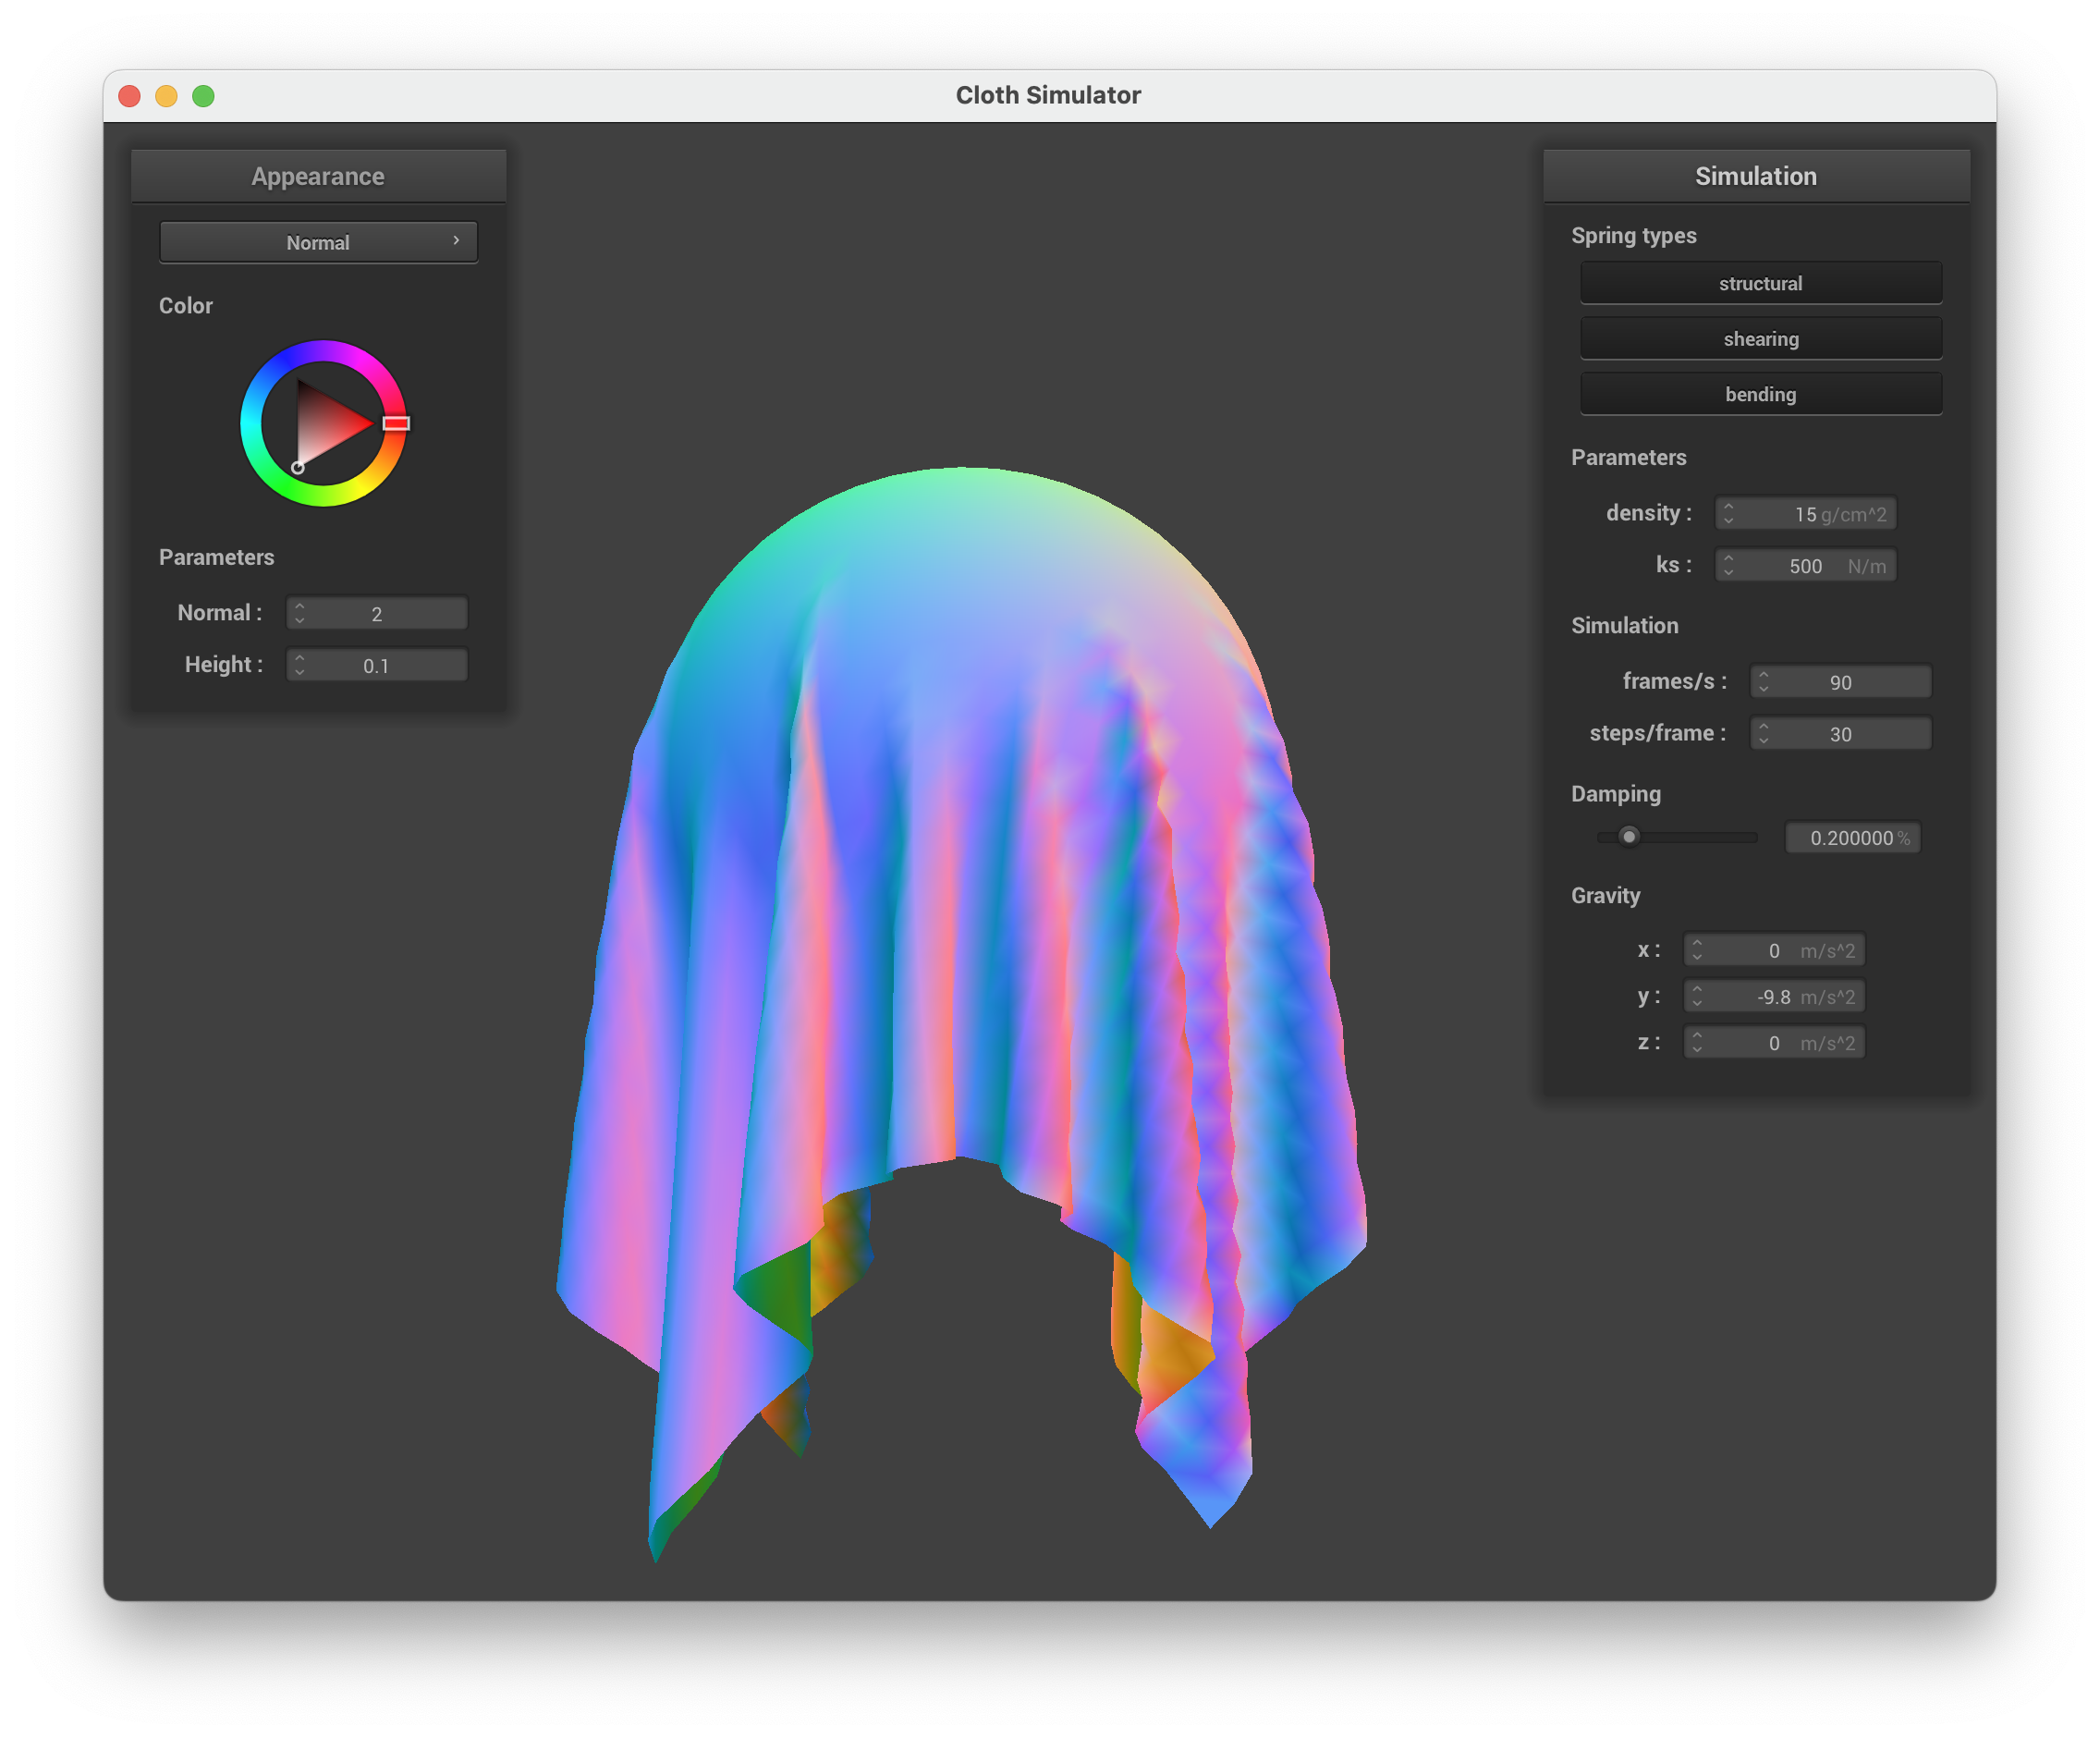 Cloth Simulator
Appearance
Normal
Color
Parameters
Normal : 2
Height : 0.1
Simulation
Spring types
structural
shearing
bending
Parameters
density : 15 g/cm^2
ks : 500 N/m
Simulation
frames/s : 90
steps/frame : 30
Damping
0.200000 %
Gravity
x : 0 m/s^2
y : -9.8 m/s^2
z : 0 m/s^2